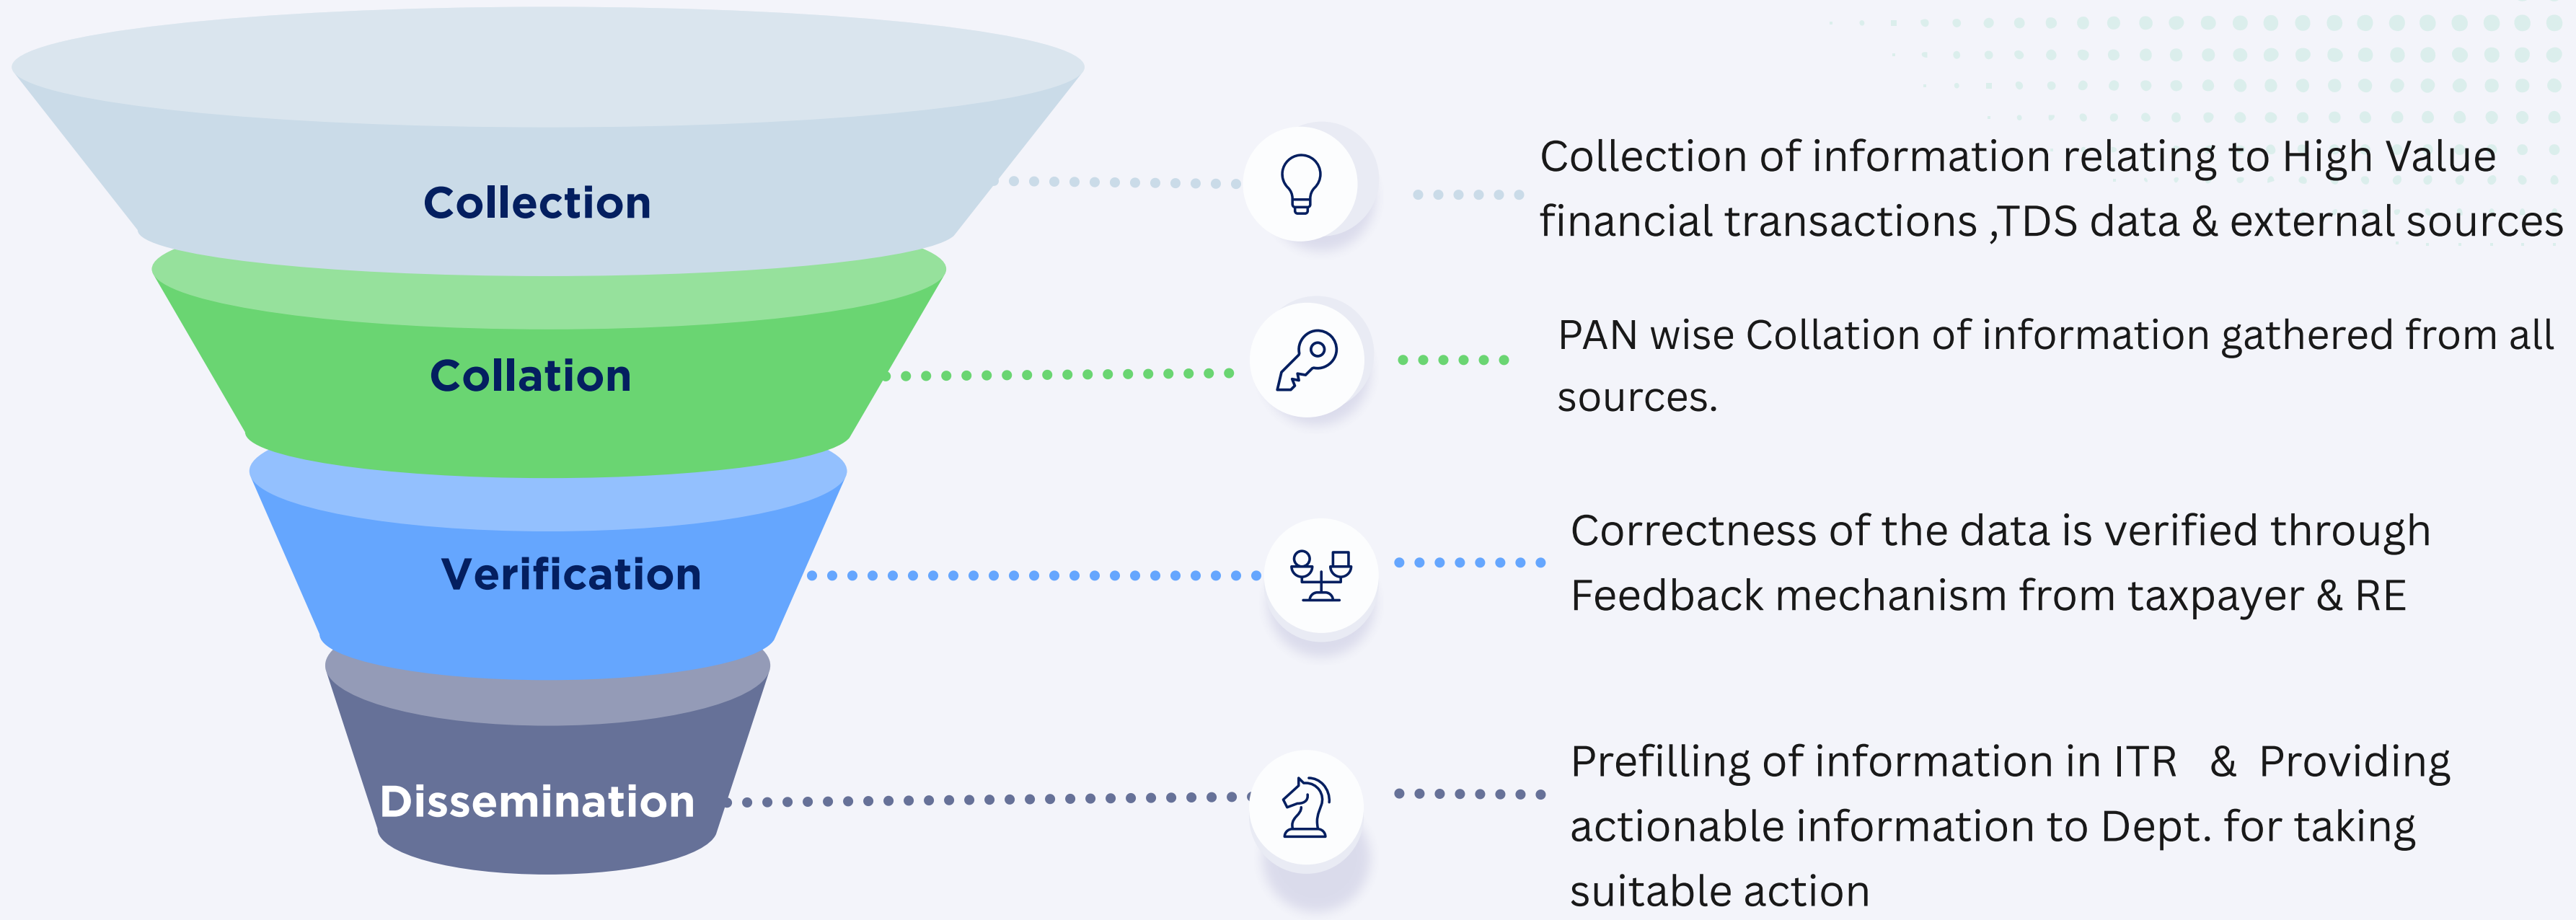 Collection
Collection of information relating to High Value
financial transactions ,TDS data & external sources
Collation
PAN wise Collation of information gathered from all
sources.
Verification
Correctness of the data is verified through
Feedback mechanism from taxpayer & RE
Dissemination
Prefilling of information in ITR & Providing
actionable information to Dept. for taking
suitable action